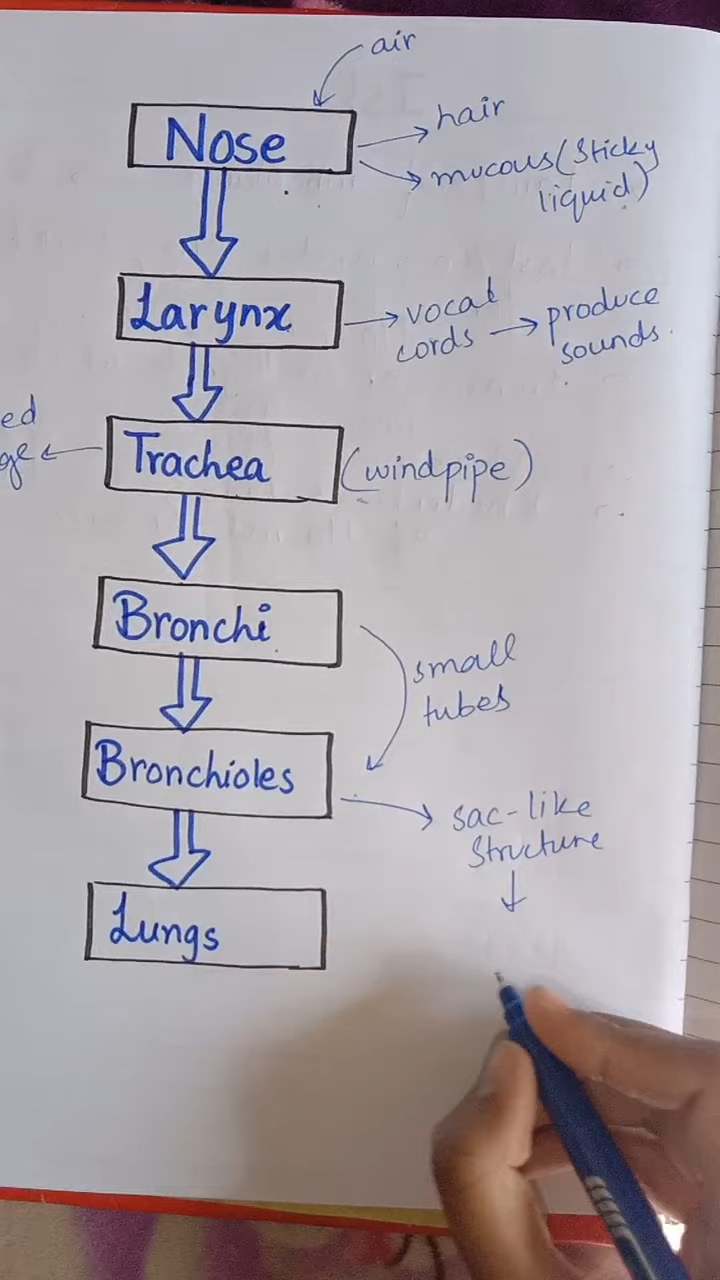 air
Nose
hair
mucous (sticky
liquid)
Larynx
vocal
cords
produce
sounds.
ed
ge
Trachea
(windpipe)
Bronchi
small
tubes
Bronchioles
sac-like
structure
Lungs